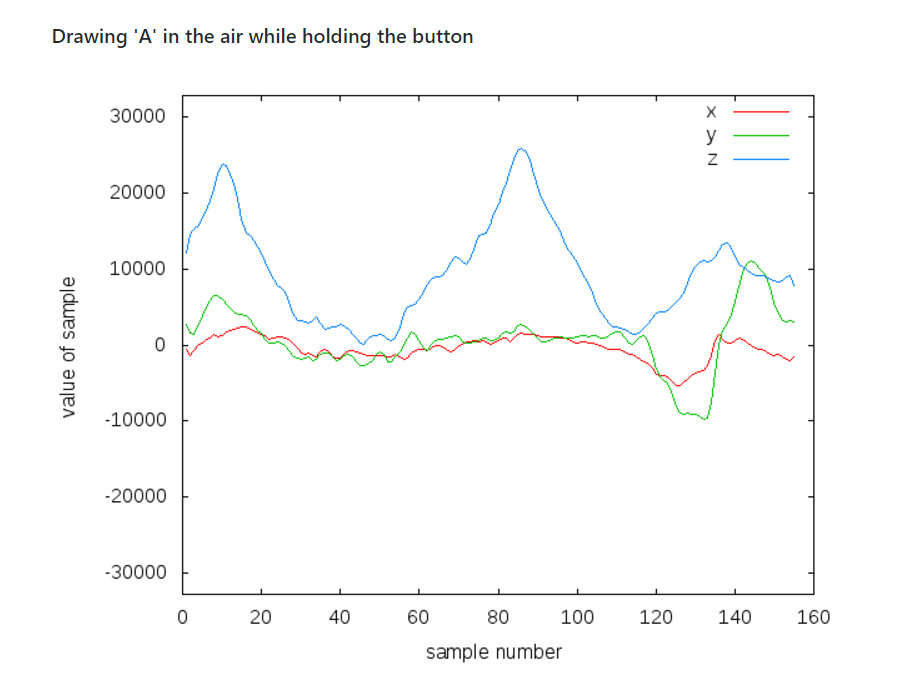 Drawing 'A' in the air while holding the button
x
y
z
30000
20000
10000
0
-10000
-20000
-30000
value of sample
0 20 40 60 80 100 120 140 160
sample number